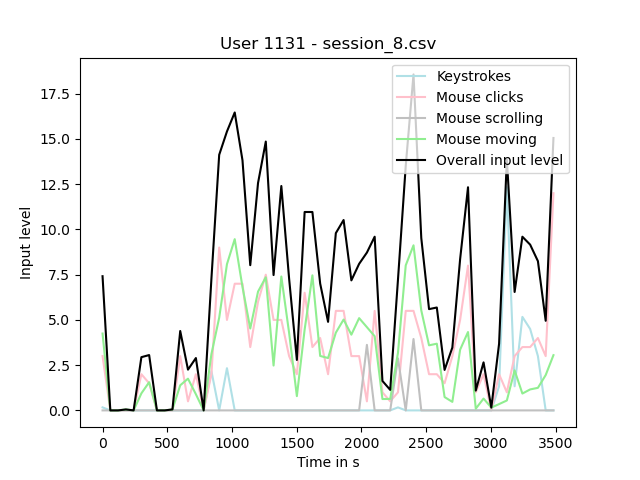 User 1131 - session_8.csv
Keystrokes
Mouse clicks
Mouse scrolling
Mouse moving
Overall input level
17.5
15.0
12.5
10.0
7.5
5.0
2.5
0.0
Input level
0 500 1000 1500 2000 2500 3000 3500
Time in s